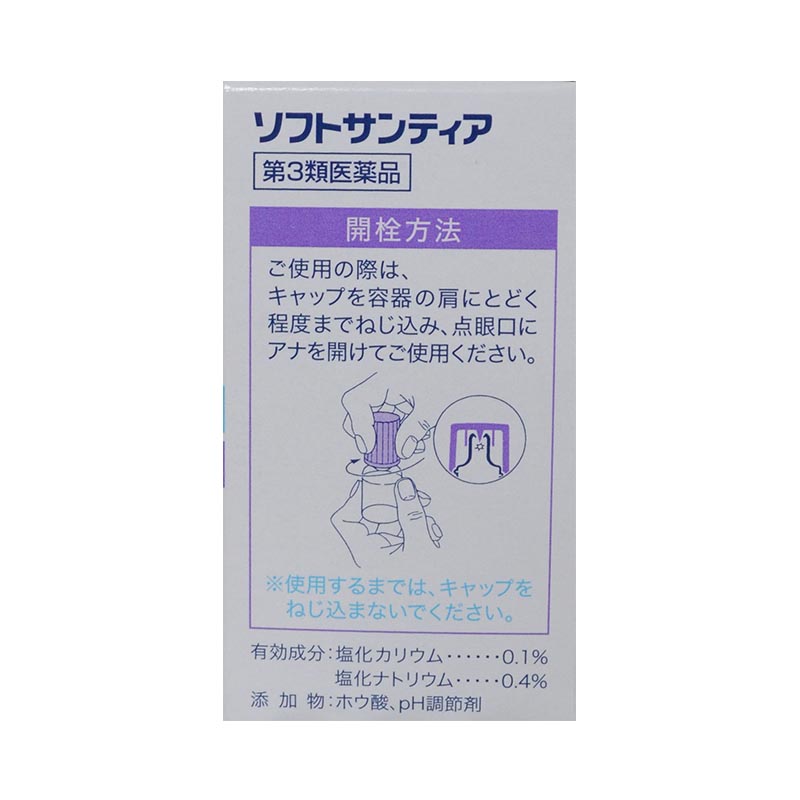 ソフトサンティア
第3類医薬品
開栓方法
ご使用の際は、
キャップを容器の肩にとどく
程度までねじ込み、点眼口に
アナを開けてご使用ください。
※使用するまでは、キャップを
ねじ込まないでください。
有効成分：塩化カリウム・・・・・・0.1%
塩化ナトリウム・・・・・0.4%
添加物：ホウ酸、pH調節剤